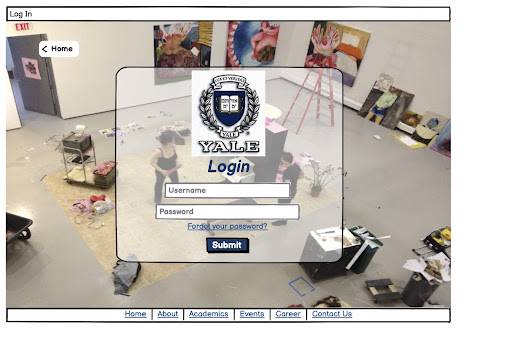 Log In
EXIT
< Home
LUX ET VERITAS
YALE
YALE
Login
Username
Password
Forgot your password?
Submit
Home | About | Academics | Events | Career | Contact Us